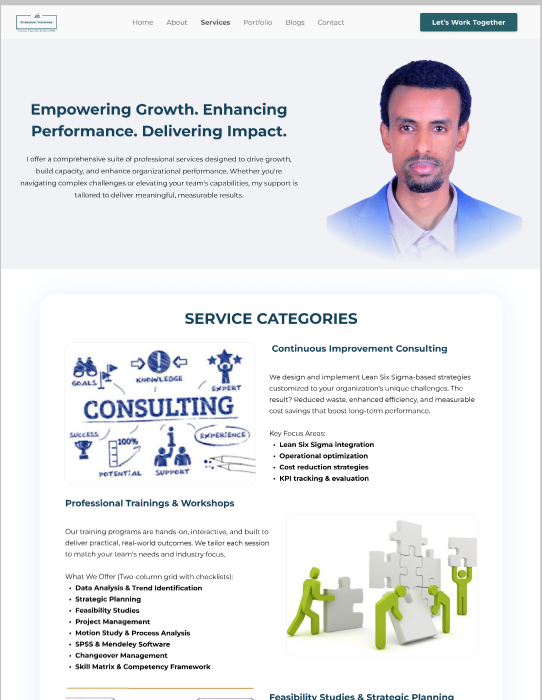 Home About Services Portfolio Blogs Contact
Let's Work Together
Empowering Growth. Enhancing
Performance. Delivering Impact.
I offer a comprehensive suite of professional services designed to drive growth,
build capacity, and enhance organizational performance. Whether you're
navigating complex challenges or elevating your team's capabilities, my support is
tailored to deliver meaningful, measurable results.
SERVICE CATEGORIES
GOALS
KNOWLEDGE
EXPERT
CONSULTING
SUCCESS
100%
EXPERIENCE
POTENTIAL
SUPPORT
Continuous Improvement Consulting
We design and implement Lean Six Sigma-based strategies
customized to your organization's unique challenges. The
result? Reduced waste, enhanced efficiency, and measurable
cost savings that boost long-term performance.
Key Focus Areas:
• Lean Six Sigma integration
• Operational optimization
• Cost reduction strategies
• KPI tracking & evaluation
Professional Trainings & Workshops
Our training programs are hands-on, interactive, and built to
deliver practical, real-world outcomes. We tailor each session
to match your team's needs and industry focus.
What We Offer (Two-column grid with checklists):
• Data Analysis & Trend Identification
• Strategic Planning
• Feasibility Studies
• Project Management
• Motion Study & Process Analysis
• SPSS & Mendeley Software
• Changeover Management
• Skill Matrix & Competency Framework
Feasibility Studies & Strategic Planning